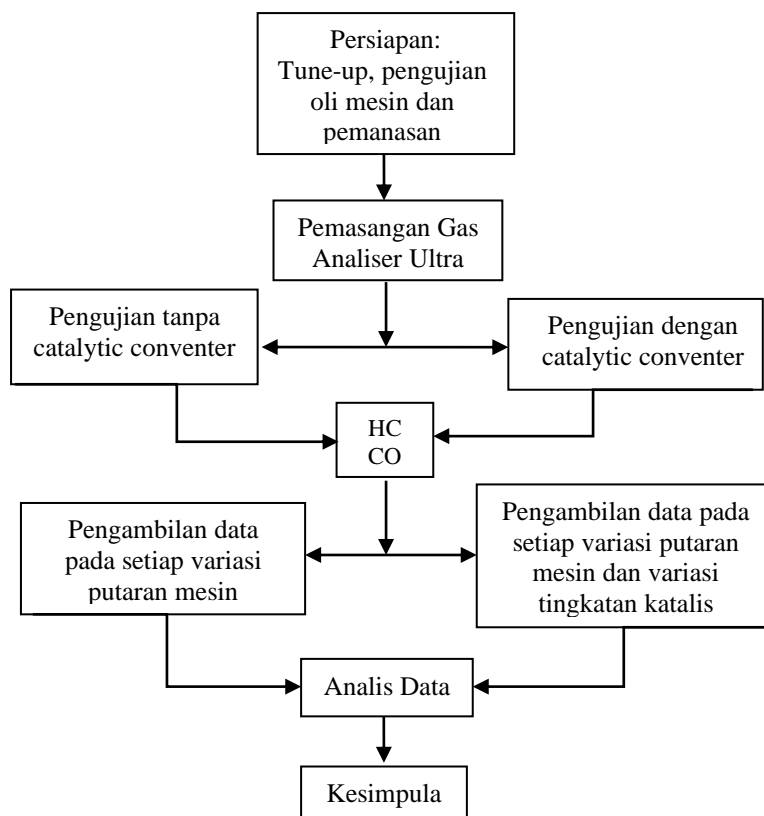 Persiapan:
Tune-up, pengujian
oli mesin dan
pemanasan
Pemasangan Gas
Analiser Ultra
Pengujian tanpa
catalytic conventer
Pengujian dengan
catalytic conventer
HC
CO
Pengambilan data
pada setiap variasi
putaran mesin
Pengambilan data pada
setiap variasi putaran
mesin dan variasi
tingkatan katalis
Analis Data
Kesimpula